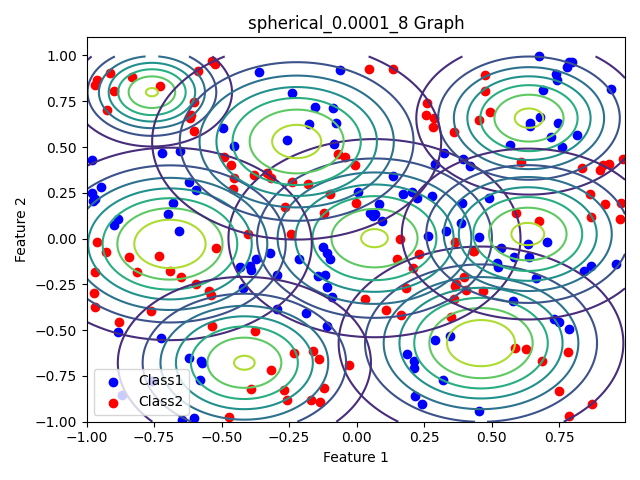 spherical_0.0001_8 Graph
1.00
0.75
0.50
0.25
0.00
−0.25
−0.50
−0.75
−1.00
Feature 2
Class1
Class2
−1.00 −0.75 −0.50 −0.25 0.00 0.25 0.50 0.75
Feature 1